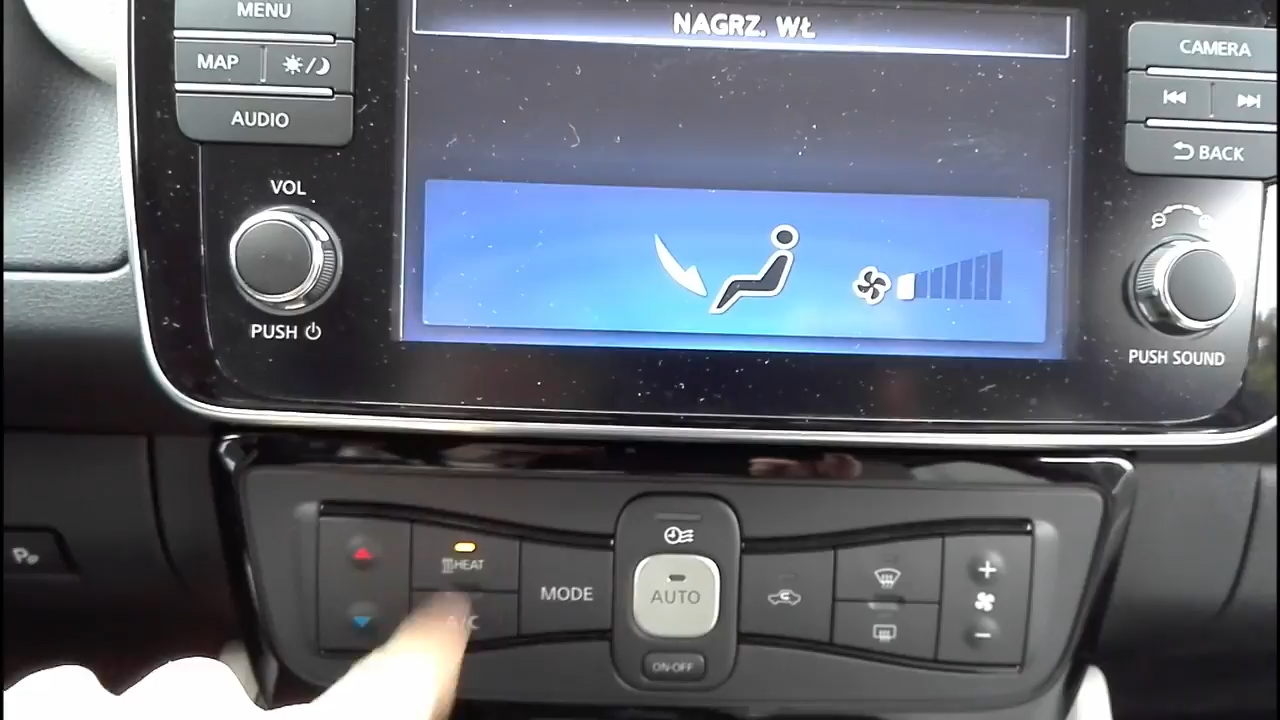 MENU
NAGRZ. WŁ.
CAMERA
MAP
AUDIO
BACK
VOL
PUSH
PUSH SOUND
HEAT
A/C
MODE
AUTO
ON·OFF